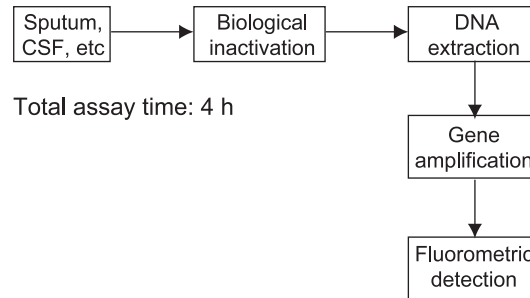 Sputum,
CSF, etc
Biological
inactivation
DNA
extraction
Total assay time: 4 h
Gene
amplification
Fluorometric
detection